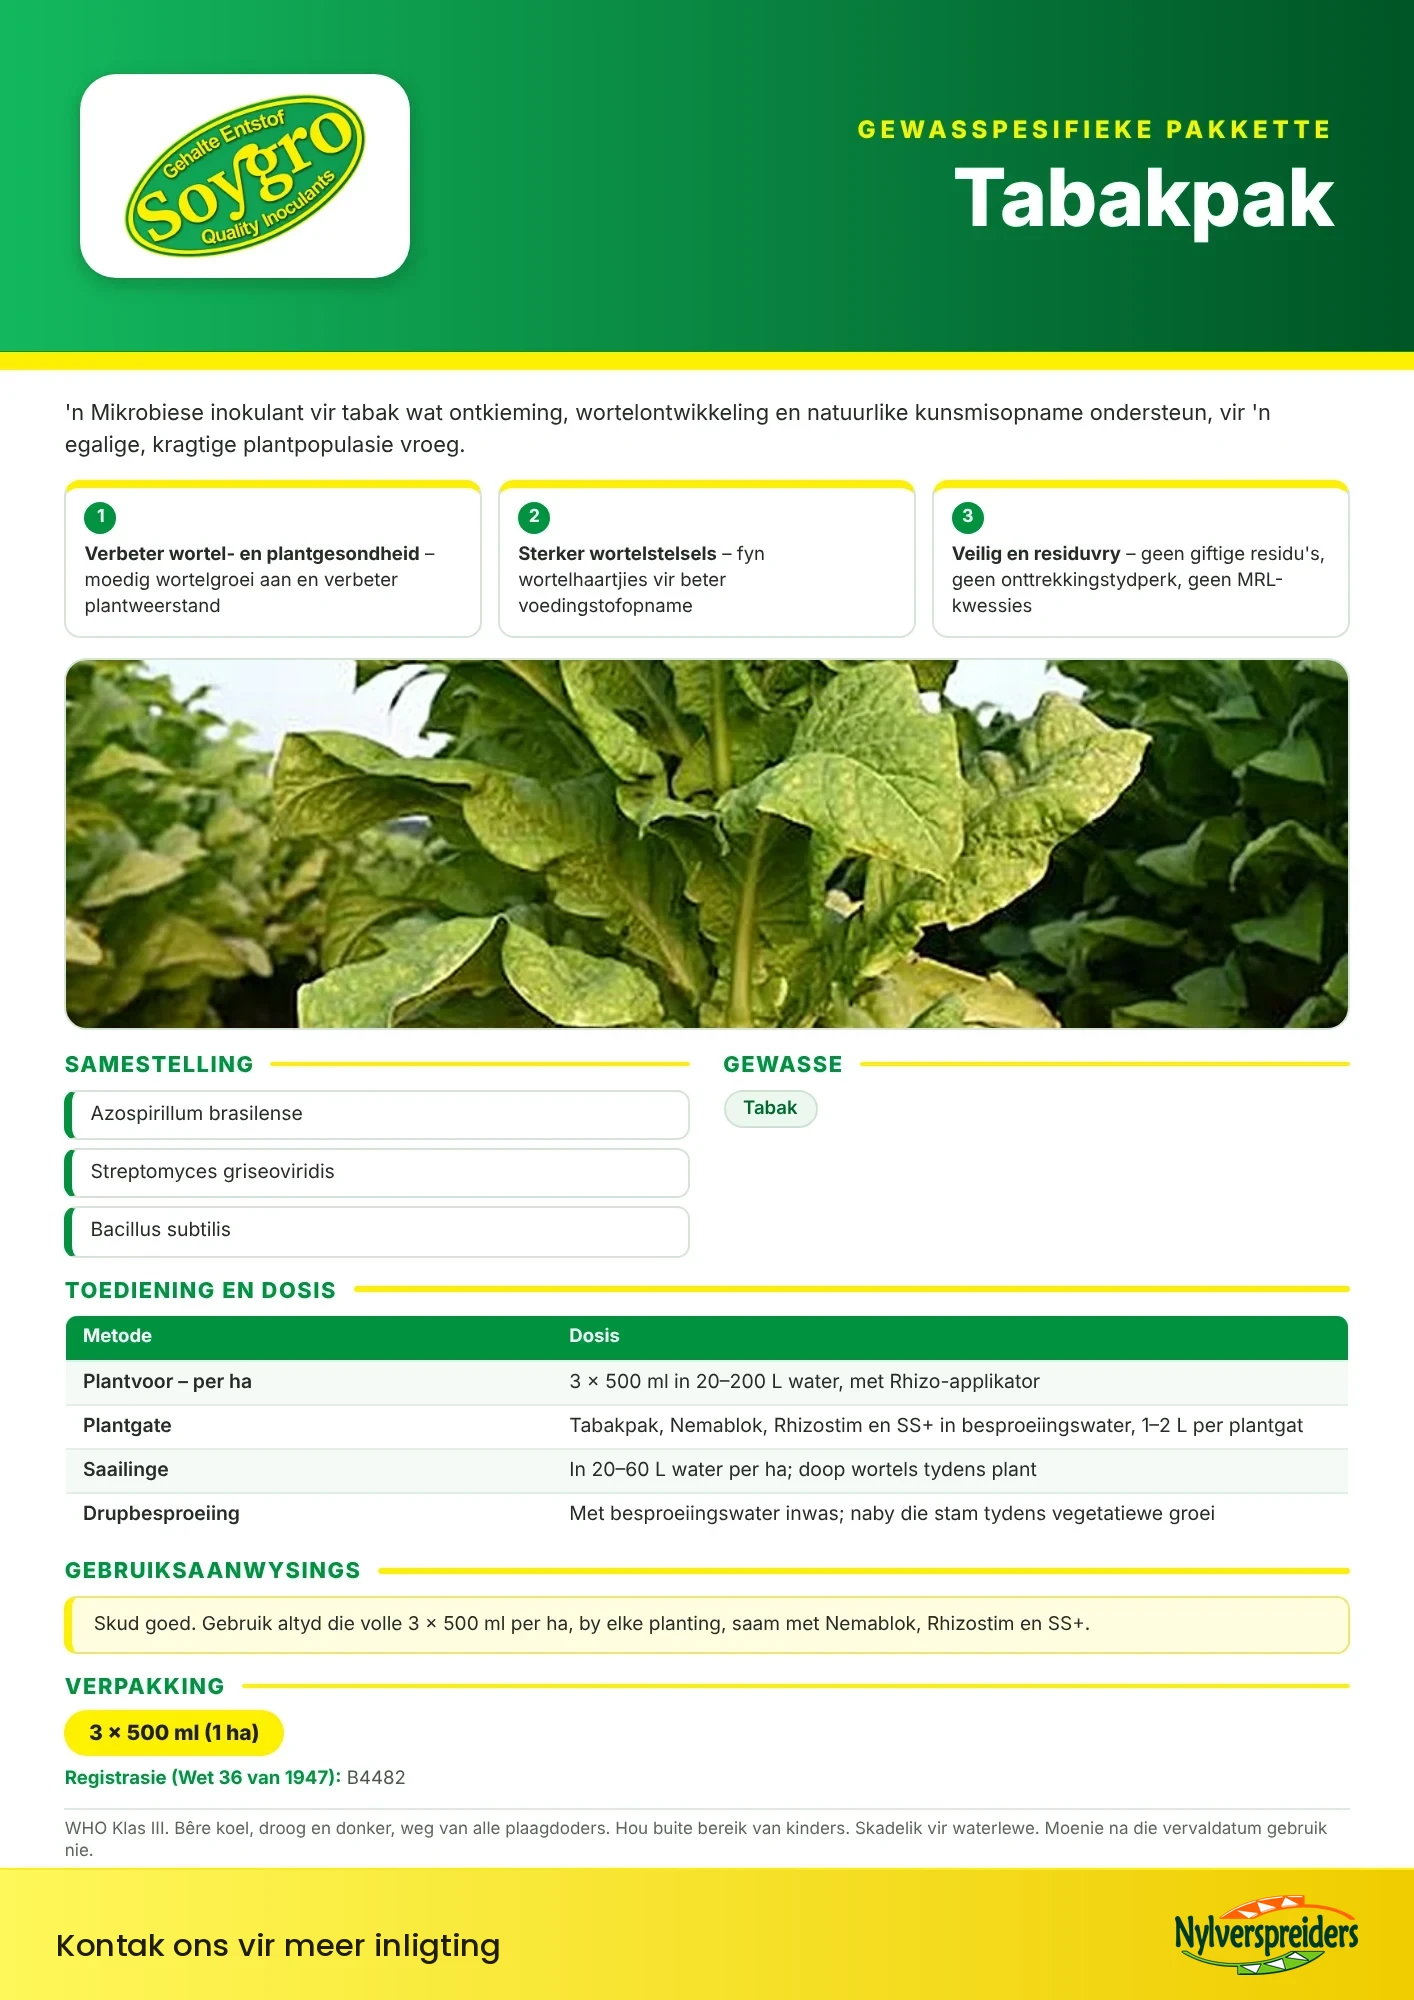 Gehalte Entstof
Soygro
Quality Inoculants
GEWASSPESIFIEKE PAKKETTE
Tabakpak
'n Mikrobiese inokulant vir tabak wat ontkieming, wortelontwikkeling en natuurlike kunsmisopname ondersteun, vir 'n
egalige, kragtige plantpopulasie vroeg.
1
Verbeter wortel- en plantgesondheid –
moedig wortelgroei aan en verbeter
plantweerstand
2
Sterker wortelstelsels – fyn
wortelhaartjies vir beter
voedingstofopname
3
Veilig en residuvry – geen giftige residu's,
geen onttrekkingstydperk, geen MRL-
kwessies
SAMESTELLING
Azospirillum brasilense
Streptomyces griseoviridis
Bacillus subtilis
GEWASSE
Tabak
TOEDIENING EN DOSIS
Metode Dosis
Plantvoor – per ha 3 × 500 ml in 20–200 L water, met Rhizo-applikator
Plantgate Tabakpak, Nemablok, Rhizostim en SS+ in besproeiingswater, 1–2 L per plantgat
Saailinge In 20–60 L water per ha; doop wortels tydens plant
Drupbesproeiing Met besproeiingswater inwas; naby die stam tydens vegetatiewe groei
GEBRUIKSAANWYSINGS
Skud goed. Gebruik altyd die volle 3 × 500 ml per ha, by elke planting, saam met Nemablok, Rhizostim en SS+.
VERPAKKING
3 × 500 ml (1 ha)
Registrasie (Wet 36 van 1947): B4482
WHO Klas III. Bêre koel, droog en donker, weg van alle plaagdoders. Hou buite bereik van kinders. Skadelik vir waterlewe. Moenie na die vervaldatum gebruik
nie.
Kontak ons vir meer inligting
Nylverspreiders